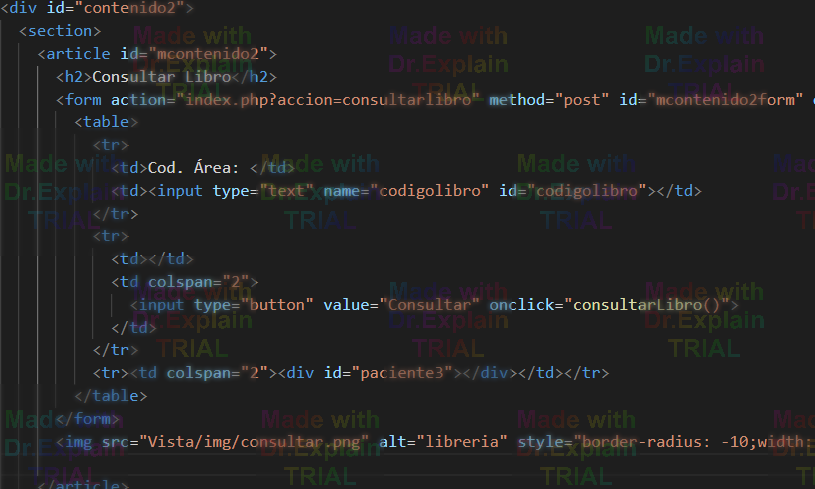 <div id="contenido2">
<section>
<article id="mcontenido2">
<h2>Consultar Libro</h2>
<form action="index.php?accion=consultarlibro" method="post" id="mcontenido2form"
<table>
<tr>
<td>Cod. Área: </td>
<td><input type="text" name="codigolibro" id="codigolibro"></td>
</tr>
<tr>
<td></td>
<td colspan="2">
<input type="button" value="Consultar" onclick="consultarLibro()">
</td>
</tr>
<tr><td colspan="2"><div id="paciente3"></div></td></tr>
</table>
</form>
<img src="Vista/img/consultar.png" alt="libreria" style="border-radius: -10;width:
</article>
Made with
Dr.Explain
TRIAL
Made with
Dr.Explain
TRIAL
Made with
Dr.Explain
TRIAL
Made with
Dr.Explain
TRIAL
Made with
Dr.Explain
TRIAL
Made with
Dr.Explain
TRIAL
Made with
Dr.Explain
TRIAL
Made with
Dr.Explain
TRIAL
Made with
Dr.Explain
TRIAL
Made with
Dr.Explain
TRIAL
Made with
Dr.Explain
TRIAL
Made with
Dr.Explain
TRIAL